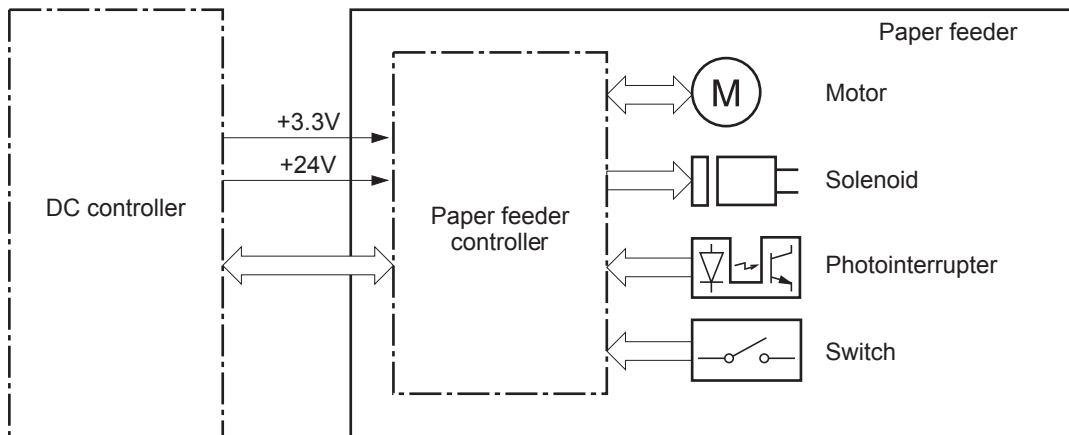 Paper feeder
Motor
M
+3.3V
+24V
Solenoid
DC controller
Paper feeder
controller
Photointerrupter
Switch